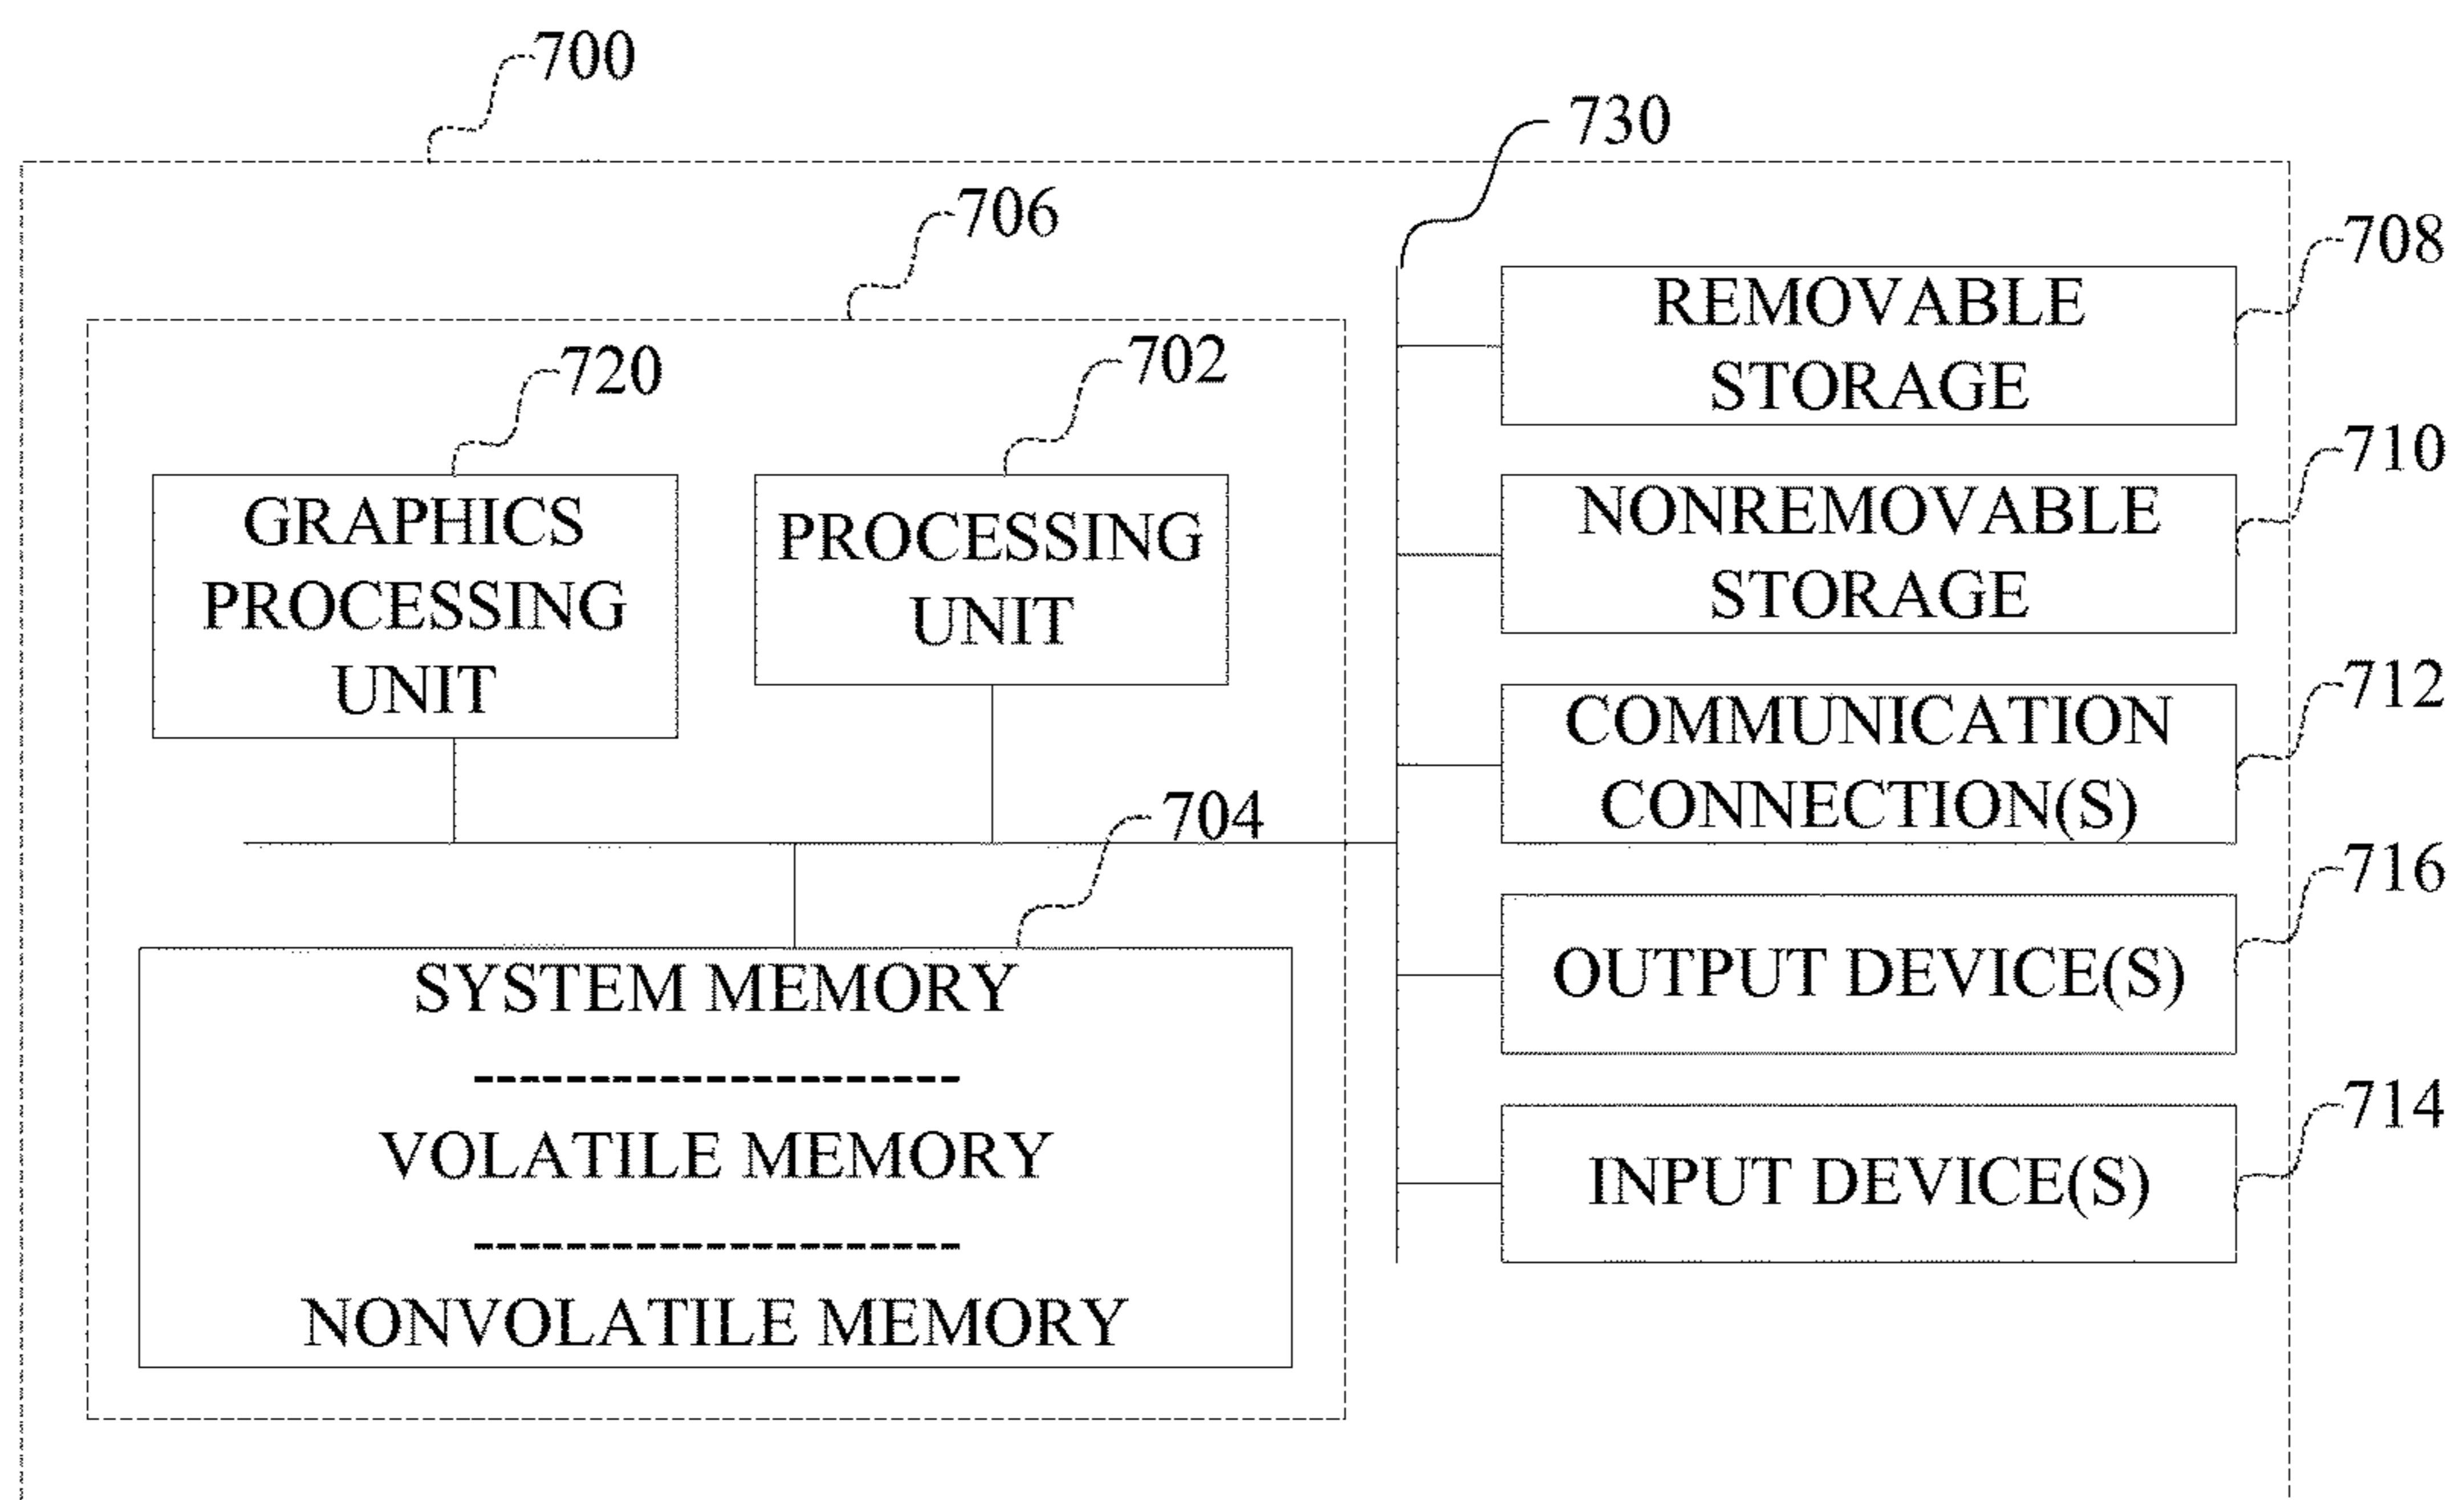 700
730
706
708
REMOVABLE
STORAGE
720
702
710
GRAPHICS
PROCESSING
UNIT
PROCESSING
UNIT
NONREMOVABLE
STORAGE
712
COMMUNICATION
CONNECTION(S)
704
716
SYSTEM MEMORY
---------------------
VOLATILE MEMORY
---------------------
NONVOLATILE MEMORY
OUTPUT DEVICE(S)
714
INPUT DEVICE(S)